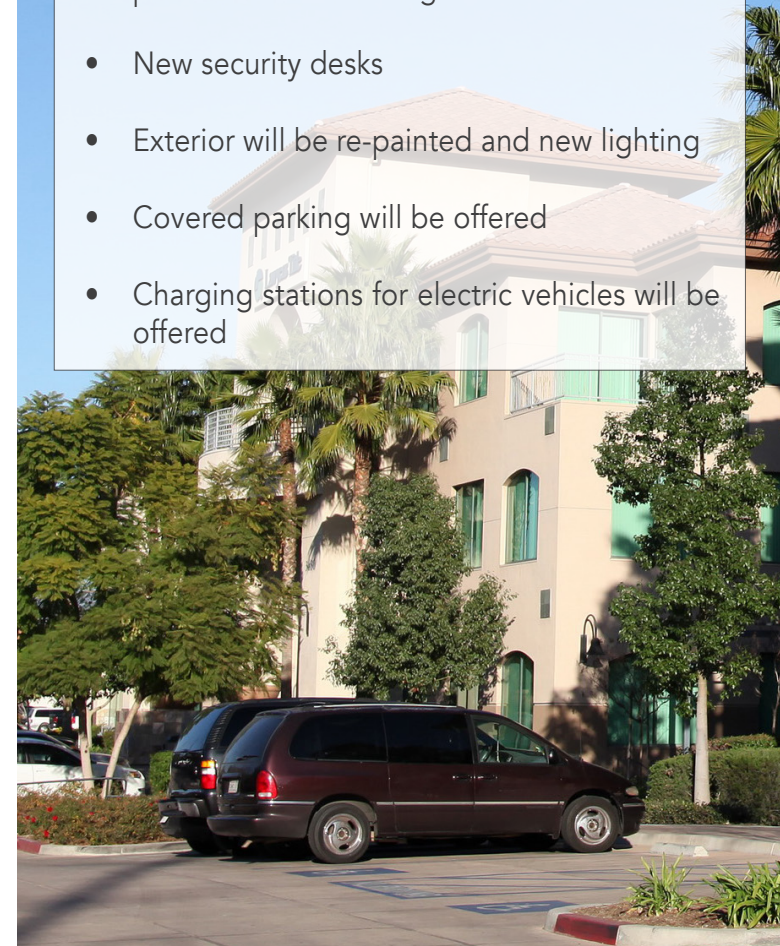 • New security desks
• Exterior will be re-painted and new lighting
• Covered parking will be offered
• Charging stations for electric vehicles will be
offered